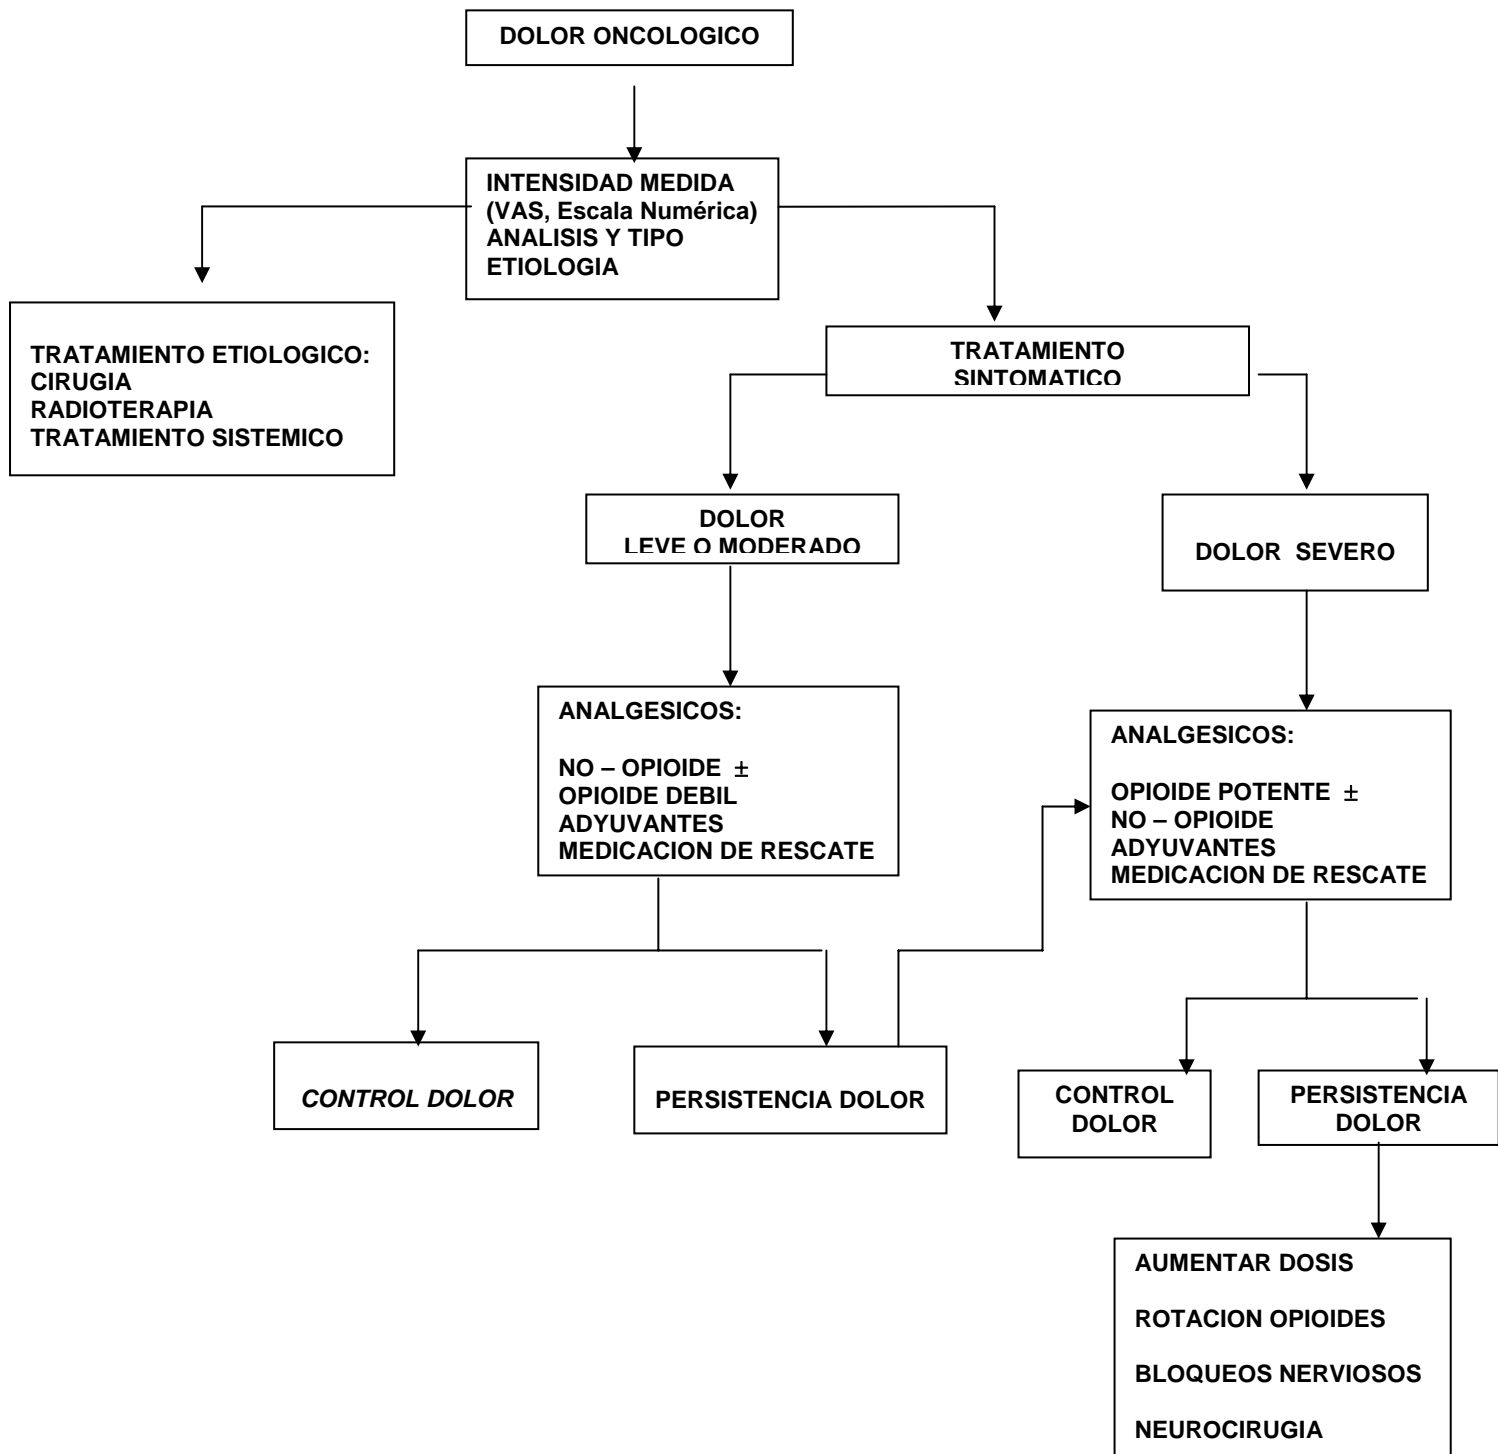 DOLOR ONCOLOGICO
INTENSIDAD MEDIDA
(VAS, Escala Numérica)
ANALISIS Y TIPO
ETIOLOGIA
TRATAMIENTO ETIOLOGICO:
CIRUGIA
RADIOTERAPIA
TRATAMIENTO SISTEMICO
TRATAMIENTO
SINTOMATICO
DOLOR
LEVE O MODERADO
DOLOR SEVERO
ANALGESICOS:
NO – OPIOIDE ±
OPIOIDE DEBIL
ADYUVANTES
MEDICACION DE RESCATE
ANALGESICOS:
OPIOIDE POTENTE ±
NO – OPIOIDE
ADYUVANTES
MEDICACION DE RESCATE
CONTROL DOLOR
PERSISTENCIA DOLOR
CONTROL
DOLOR
PERSISTENCIA
DOLOR
AUMENTAR DOSIS
ROTACION OPIOIDES
BLOQUEOS NERVIOSOS
NEUROCIRUGIA